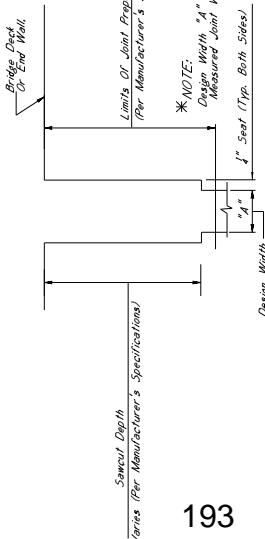 Bridge Deck
Or End Wall.
Limits Of Joint Prep
(Per Manufacturer's
*NOTE:
Design Width "A"
Measured Joint
Seat (Typ. Both Sides)
"A"
Design Width
Sawcut Depth
Varies (Per Manufacturer's Specifications)
193